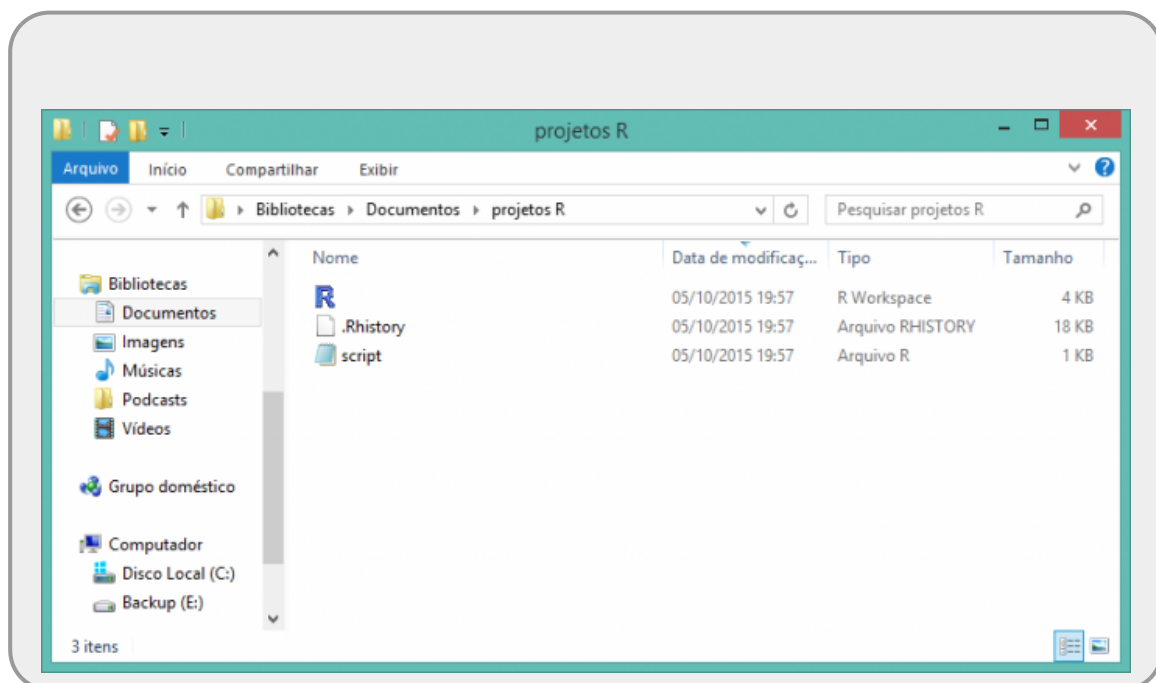 projetos R
Arquivo Início Compartilhar Exibir
Bibliotecas Documentos projetos R Pesquisar projetos R
Nome Data de modificaç... Tipo Tamanho
Bibliotecas
Documentos
Imagens
Músicas
Podcasts
Vídeos
Grupo doméstico
Computador
Disco Local (C:)
Backup (E:)
R 05/10/2015 19:57 R Workspace 4 KB
.Rhistory 05/10/2015 19:57 Arquivo RHISTORY 18 KB
script 05/10/2015 19:57 Arquivo R 1 KB
3 itens